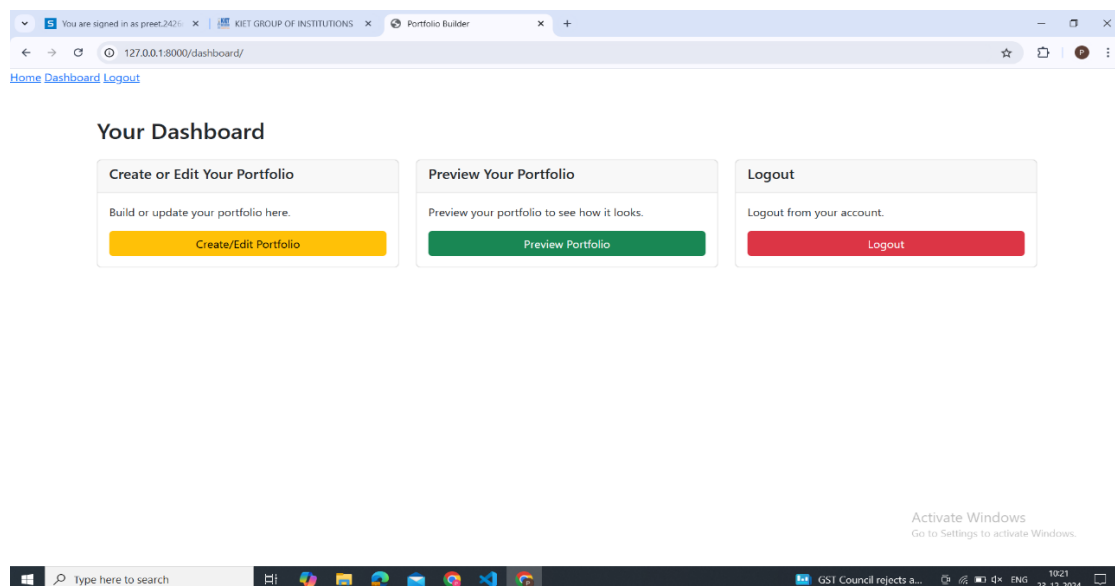 You are signed in as preet.2426
KIET GROUP OF INSTITUTIONS
Portfolio Builder
127.0.0.1:8000/dashboard/
P
Home Dashboard Logout
Your Dashboard
Create or Edit Your Portfolio
Build or update your portfolio here.
Create/Edit Portfolio
Preview Your Portfolio
Preview your portfolio to see how it looks.
Preview Portfolio
Logout
Logout from your account.
Logout
Activate Windows
Go to Settings to activate Windows.
Type here to search
GST Council rejects a...
ENG
10:21
23-12-2024